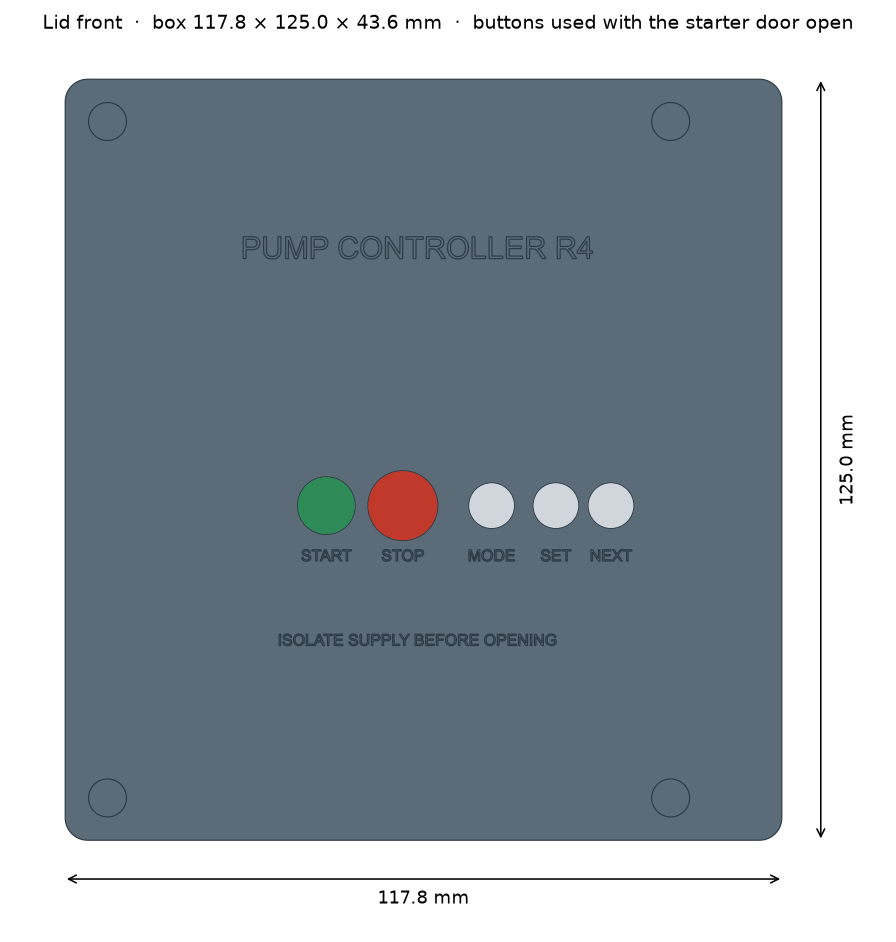 Lid front · box 117.8 × 125.0 × 43.6 mm · buttons used with the starter door open
PUMP CONTROLLER R4
START STOP MODE SET NEXT
ISOLATE SUPPLY BEFORE OPENING
125.0 mm
117.8 mm